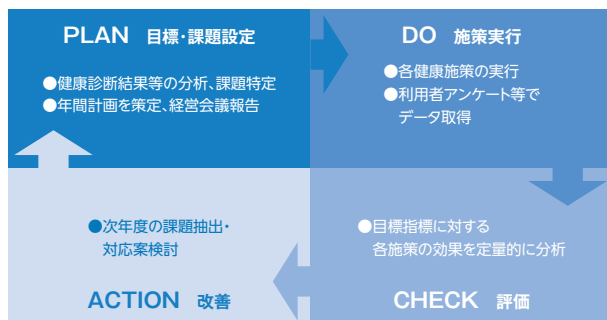 PLAN 目標・課題設定
●健康診断結果等の分析、課題特定
●年間計画を策定、経営会議報告
DO 施策実行
●各健康施策の実行
●利用者アンケート等で
データ取得
●目標指標に対する
各施策の効果を定量的に分析
CHECK 評価
●次年度の課題抽出・
対応案検討
ACTION 改善